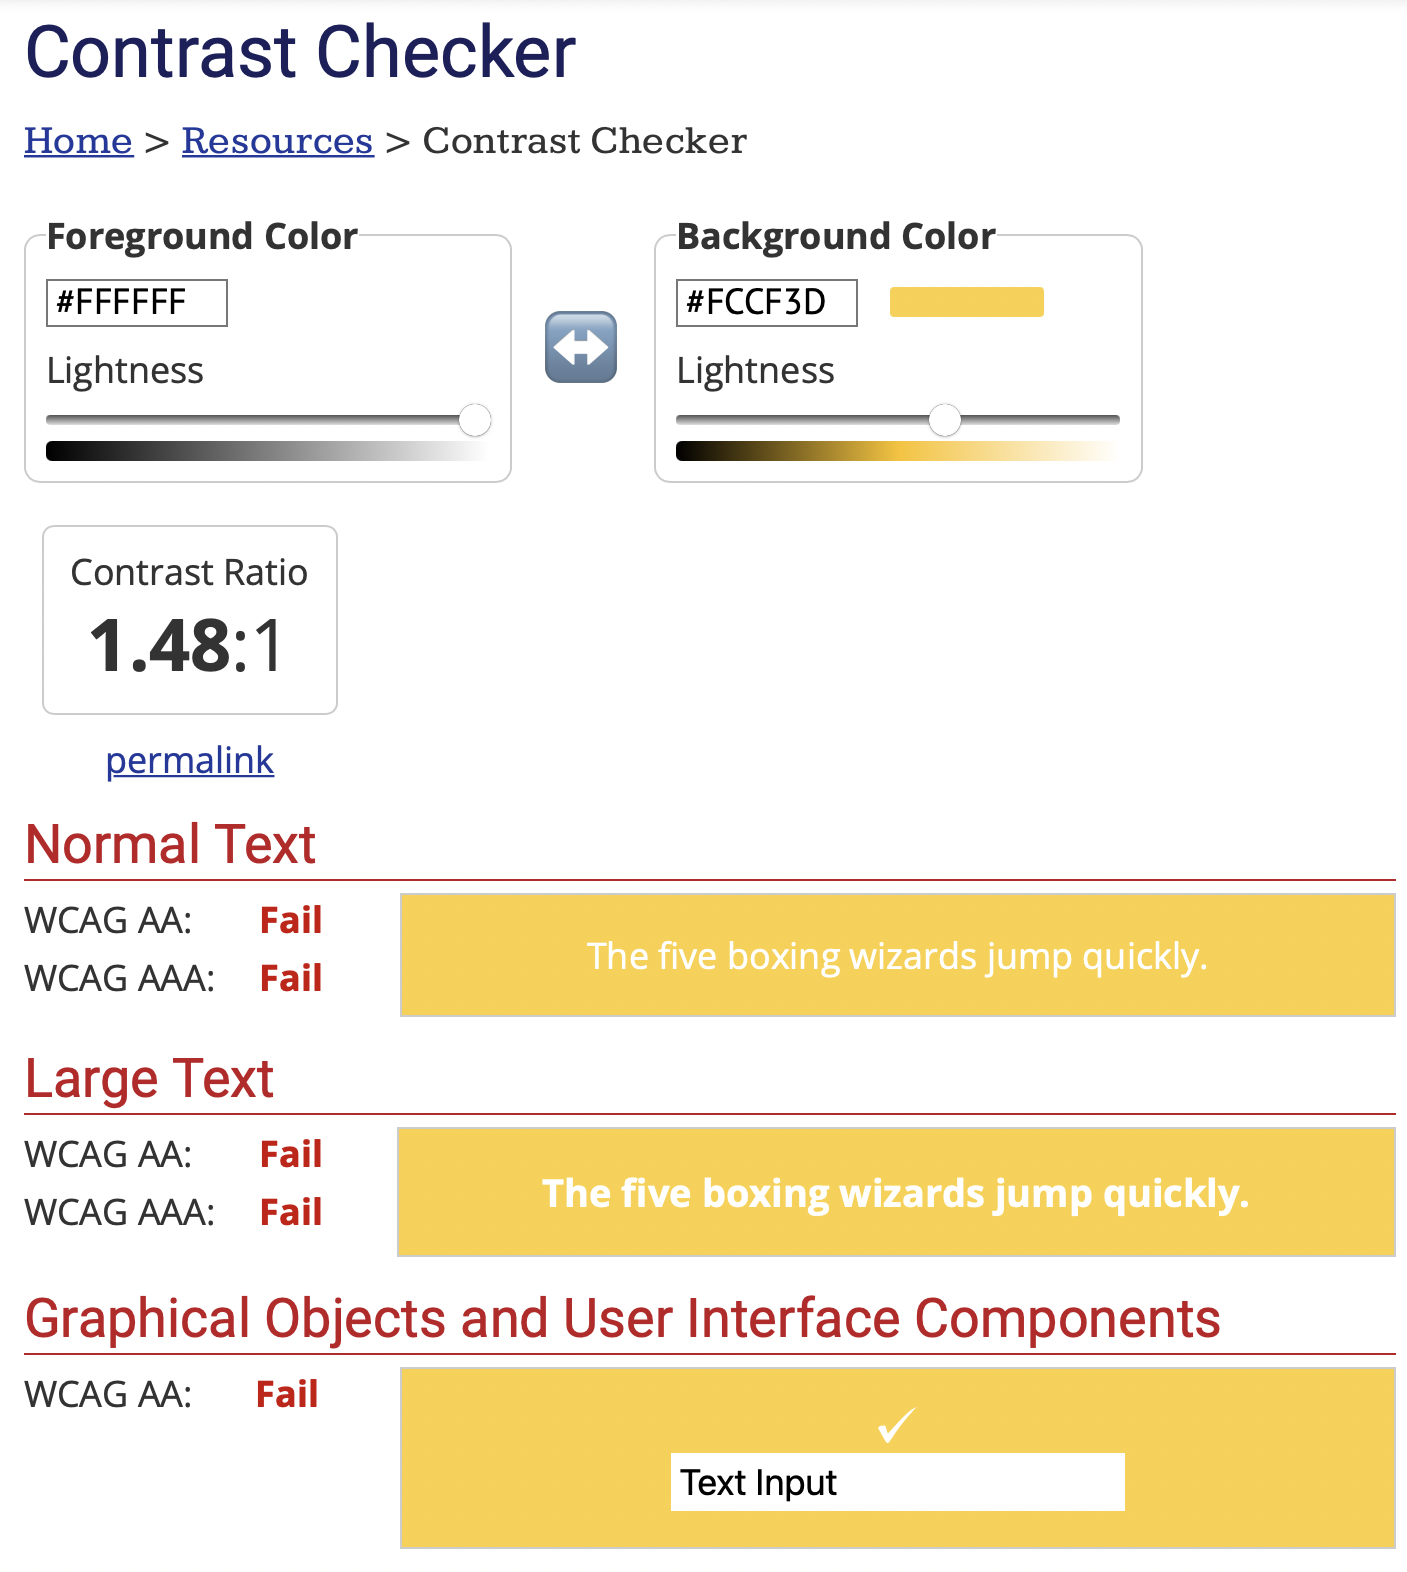 Contrast Checker
Home > Resources > Contrast Checker
Foreground Color
#FFFFFF
Lightness
Background Color
#FCCF3D
Lightness
Contrast Ratio
1.48:1
permalink
Normal Text
WCAG AA: Fail
WCAG AAA: Fail
The five boxing wizards jump quickly.
Large Text
WCAG AA: Fail
WCAG AAA: Fail
The five boxing wizards jump quickly.
Graphical Objects and User Interface Components
WCAG AA: Fail
✓
Text Input